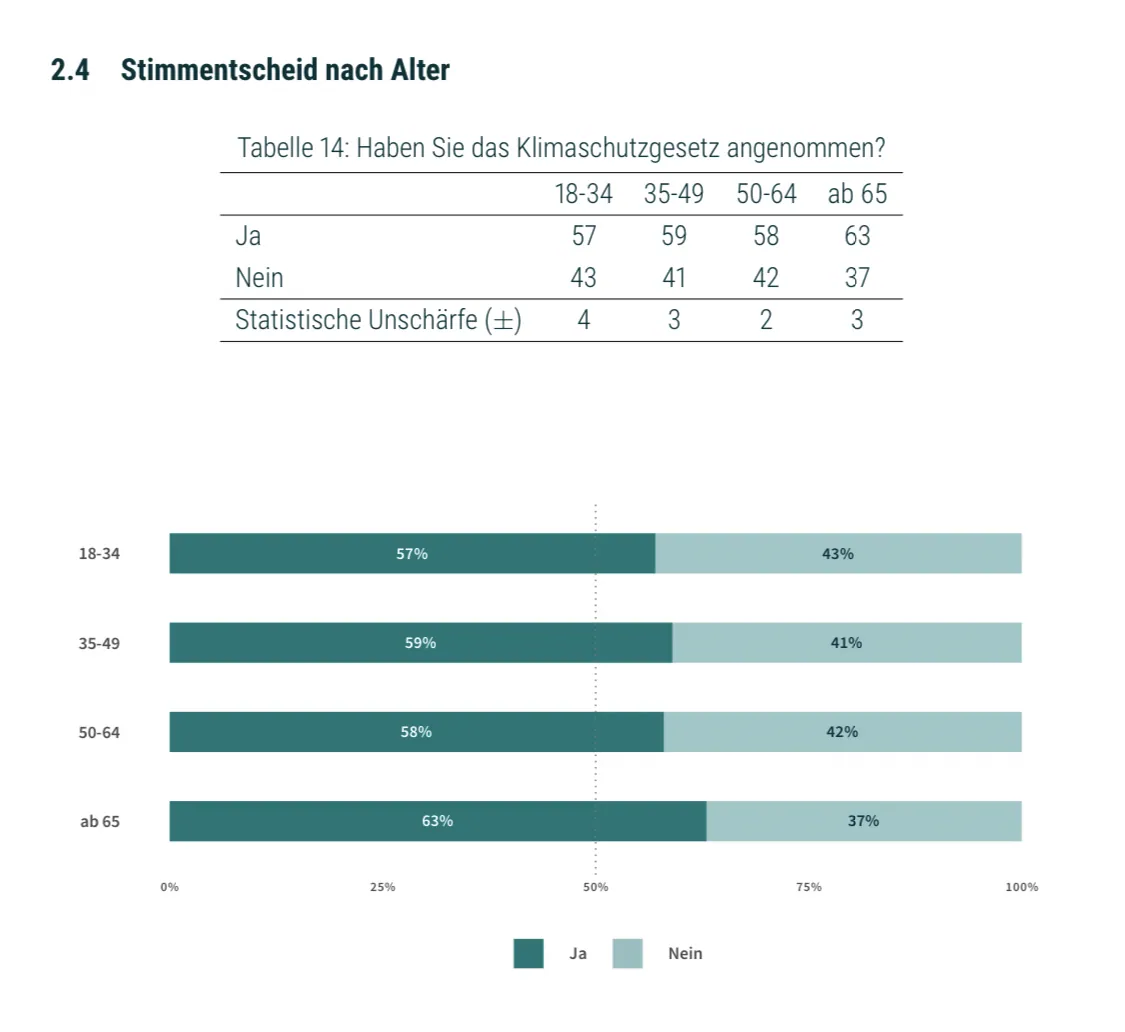 2.4 Stimmentscheid nach Alter
Tabelle 14: Haben Sie das Klimaschutzgesetz angenommen?
18-34 35-49 50-64 ab 65
Ja 57 59 58 63
Nein 43 41 42 37
Statistische Unschärfe (±) 4 3 2 3
18-34 57% 43%
35-49 59% 41%
50-64 58% 42%
ab 65 63% 37%
0% 25% 50% 75% 100%
Ja Nein